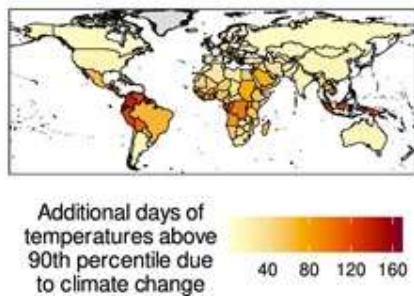 Additional days of
temperatures above
90th percentile due
to climate change
40 80 120 160